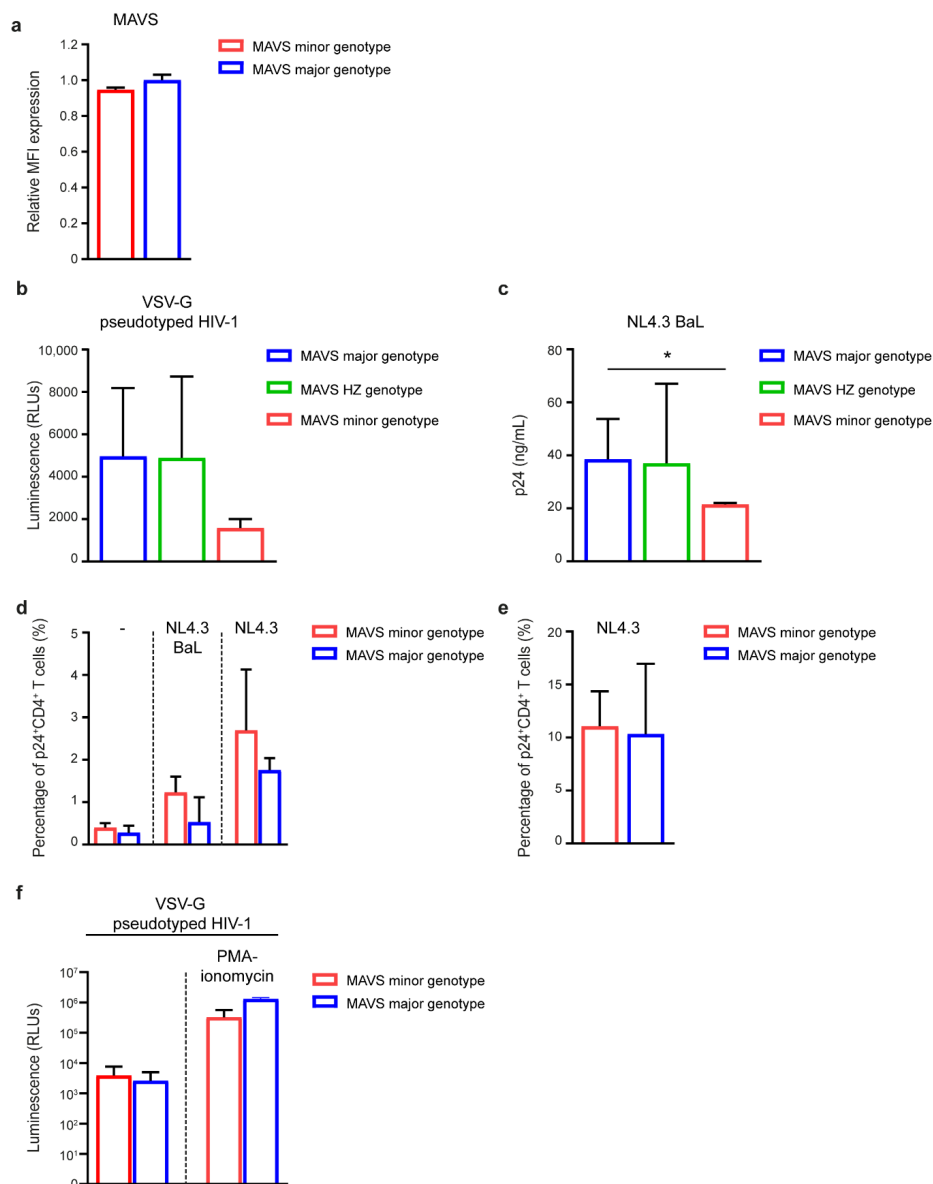 a
MAVS
1.2
1.0
0.8
0.6
0.4
0.2
0
Relative MFI expression
MAVS minor genotype
MAVS major genotype
b
VSV-G
pseudotyped HIV-1
10,000
8000
6000
4000
2000
0
Luminescence (RLUs)
MAVS major genotype
MAVS HZ genotype
MAVS minor genotype
c
NL4.3 BaL
80
60
40
20
0
p24 (ng/mL)
*
MAVS major genotype
MAVS HZ genotype
MAVS minor genotype
d
5
4
3
2
1
0
Percentage of p24⁺CD4⁺ T cells (%)
-
NL4.3
BaL
NL4.3
MAVS minor genotype
MAVS major genotype
e
20
15
10
5
0
Percentage of p24⁺CD4⁺ T cells (%)
NL4.3
MAVS minor genotype
MAVS major genotype
f
VSV-G
pseudotyped HIV-1
PMA-
ionomycin
10⁷
10⁶
10⁵
10⁴
10³
10²
10¹
0
Luminescence (RLUs)
MAVS minor genotype
MAVS major genotype